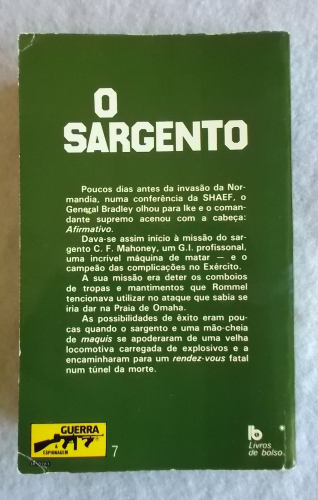 O
SARGENTO
Poucos dias antes da invasão da Nor-
mandia, numa conferência da SHAEF, o
General Bradley olhou para Ike e o coman-
dante supremo acenou com a cabeça:
Afirmativo.
Dava-se assim início à missão do sar-
gento C. F. Mahoney, um G.I. profissonal,
uma incrível máquina de matar — e o
campeão das complicações no Exército.
A sua missão era deter os comboios
de tropas e mantimentos que Rommel
tencionava utilizar no ataque que sabia se
iria dar na Praia de Omaha.
As possibilidades de êxito eram pou-
cas quando o sargento e uma mão-cheia
de maquis se apoderaram de uma velha
locomotiva carregada de explosivos e a
encaminharam para um rendez-vous fatal
num túnel da morte.
GUERRA
E ESPIONAGEM
7
Livros
de bolso